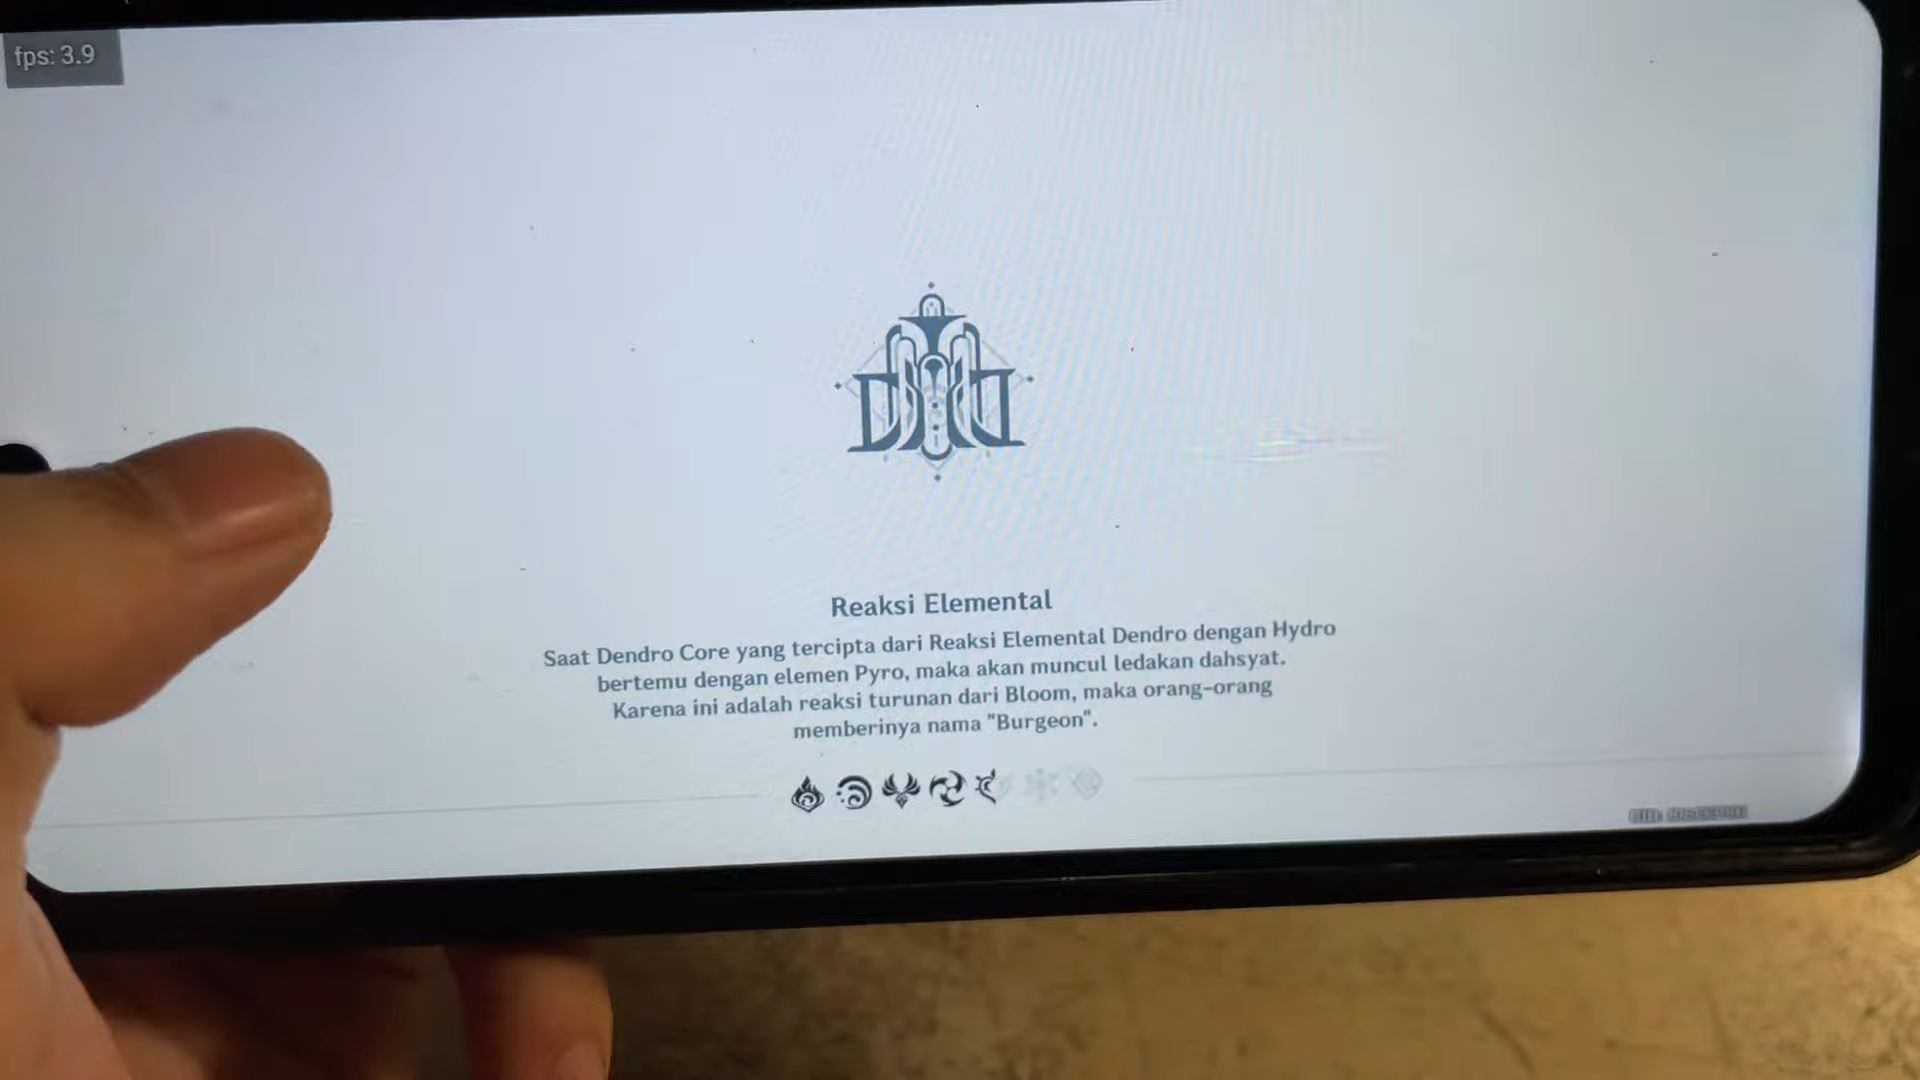 fps: 3.9
Reaksi Elemental
Saat Dendro Core yang tercipta dari Reaksi Elemental Dendro dengan Hydro
bertemu dengan elemen Pyro, maka akan muncul ledakan dahsyat.
Karena ini adalah reaksi turunan dari Bloom, maka orang-orang
memberinya nama "Burgeon".